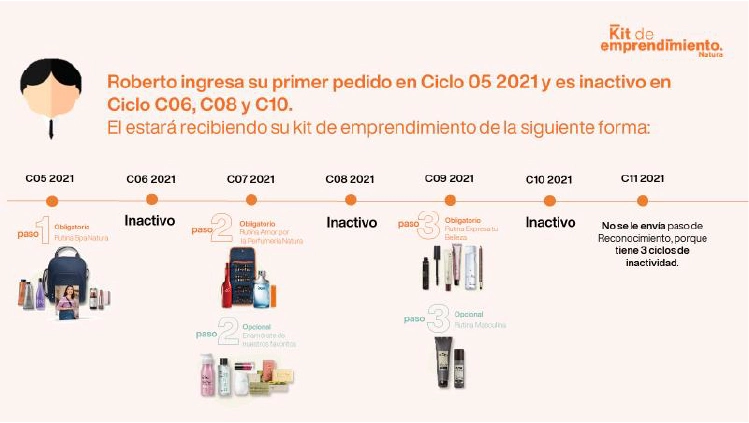 Kit de
emprendimiento.
Natura
Roberto ingresa su primer pedido en Ciclo 05 2021 y es inactivo en
Ciclo C06, C08 y C10.
El estará recibiendo su kit de emprendimiento de la siguiente forma:
C05 2021
C06 2021
C07 2021
C08 2021
C09 2021
C10 2021
C11 2021
paso 1 Obligatorio
Rutina Spa Natura
Inactivo
paso 2 Obligatorio
Rutina Amor por
la Perfumería Natura
Inactivo
paso 3 Obligatorio
Rutina Expresa tu
Belleza
Inactivo
No se le envía paso de
Reconocimiento, porque
tiene 3 ciclos de
inactividad.
paso 2 Opcional
Enamórate de
nuestros favoritos
paso 3 Opcional
Rutina Masculina